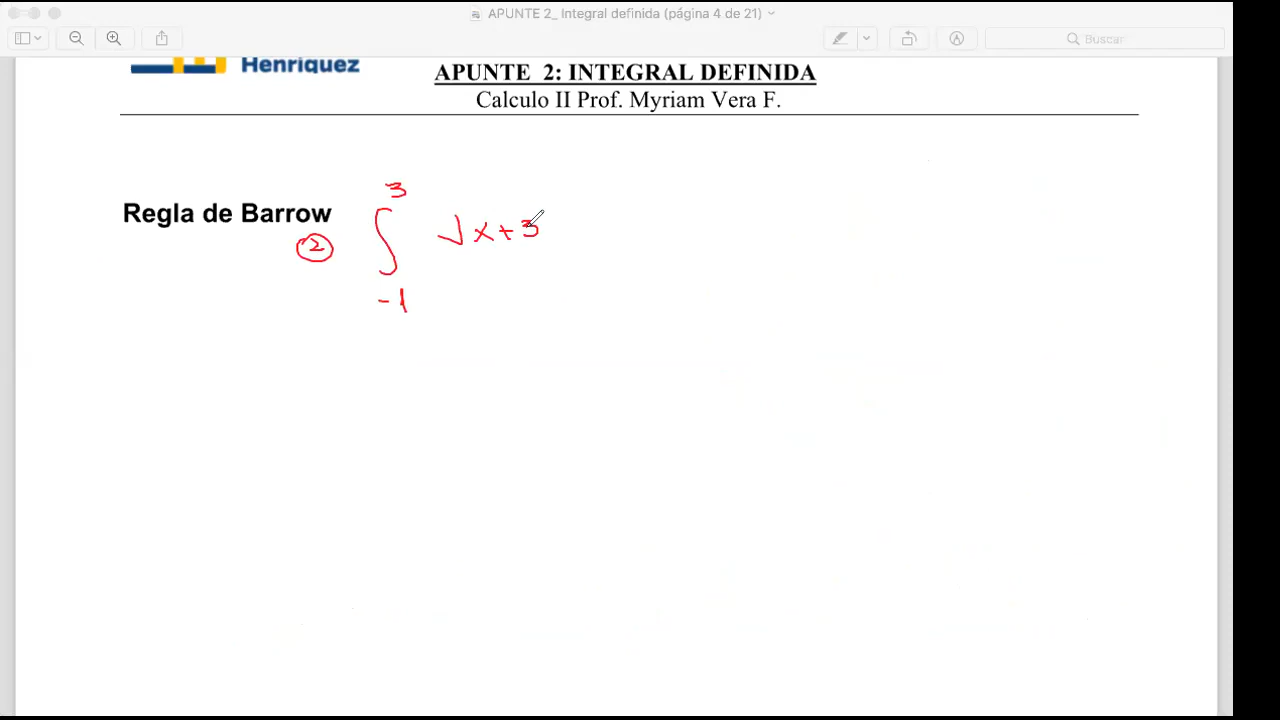 APUNTE 2_ Integral definida (página 4 de 21)
Buscar
Henríquez
APUNTE 2: INTEGRAL DEFINIDA
Calculo II Prof. Myriam Vera F.
Regla de Barrow
② ∫ √x+3
3
-1